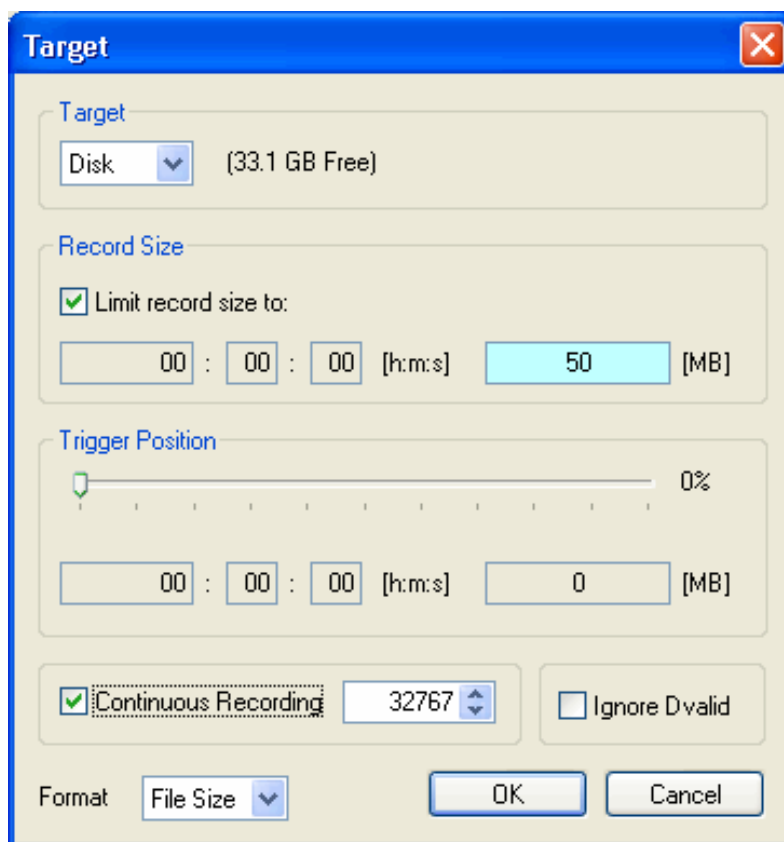 Target
Target
Disk (33.1 GB Free)
Record Size
Limit record size to:
00 : 00 : 00 [h:m:s] 50 [MB]
Trigger Position
0%
00 : 00 : 00 [h:m:s] 0 [MB]
Continuous Recording 32767 Ignore Dvalid
Format File Size OK Cancel